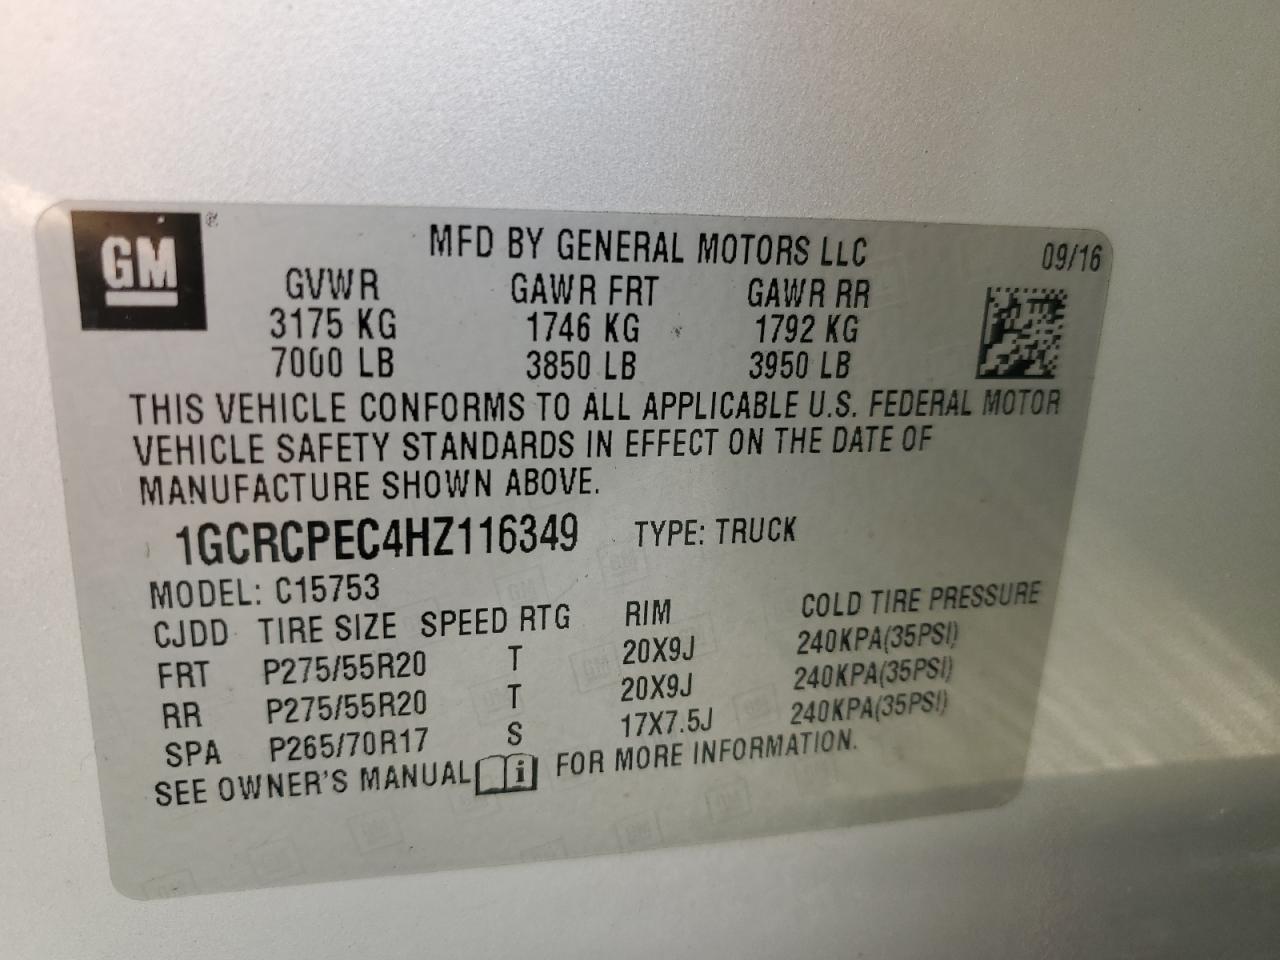 GM ®
MFD BY GENERAL MOTORS LLC 09/16
GVWR GAWR FRT GAWR RR
3175 KG 1746 KG 1792 KG
7000 LB 3850 LB 3950 LB
THIS VEHICLE CONFORMS TO ALL APPLICABLE U.S. FEDERAL MOTOR
VEHICLE SAFETY STANDARDS IN EFFECT ON THE DATE OF
MANUFACTURE SHOWN ABOVE.
1GCRCPEC4HZ116349 TYPE: TRUCK
MODEL: C15753
CJDD TIRE SIZE SPEED RTG RIM COLD TIRE PRESSURE
FRT P275/55R20 T 20X9J 240KPA(35PSI)
RR P275/55R20 T 20X9J 240KPA(35PSI)
SPA P265/70R17 S 17X7.5J 240KPA(35PSI)
SEE OWNER'S MANUAL i FOR MORE INFORMATION.